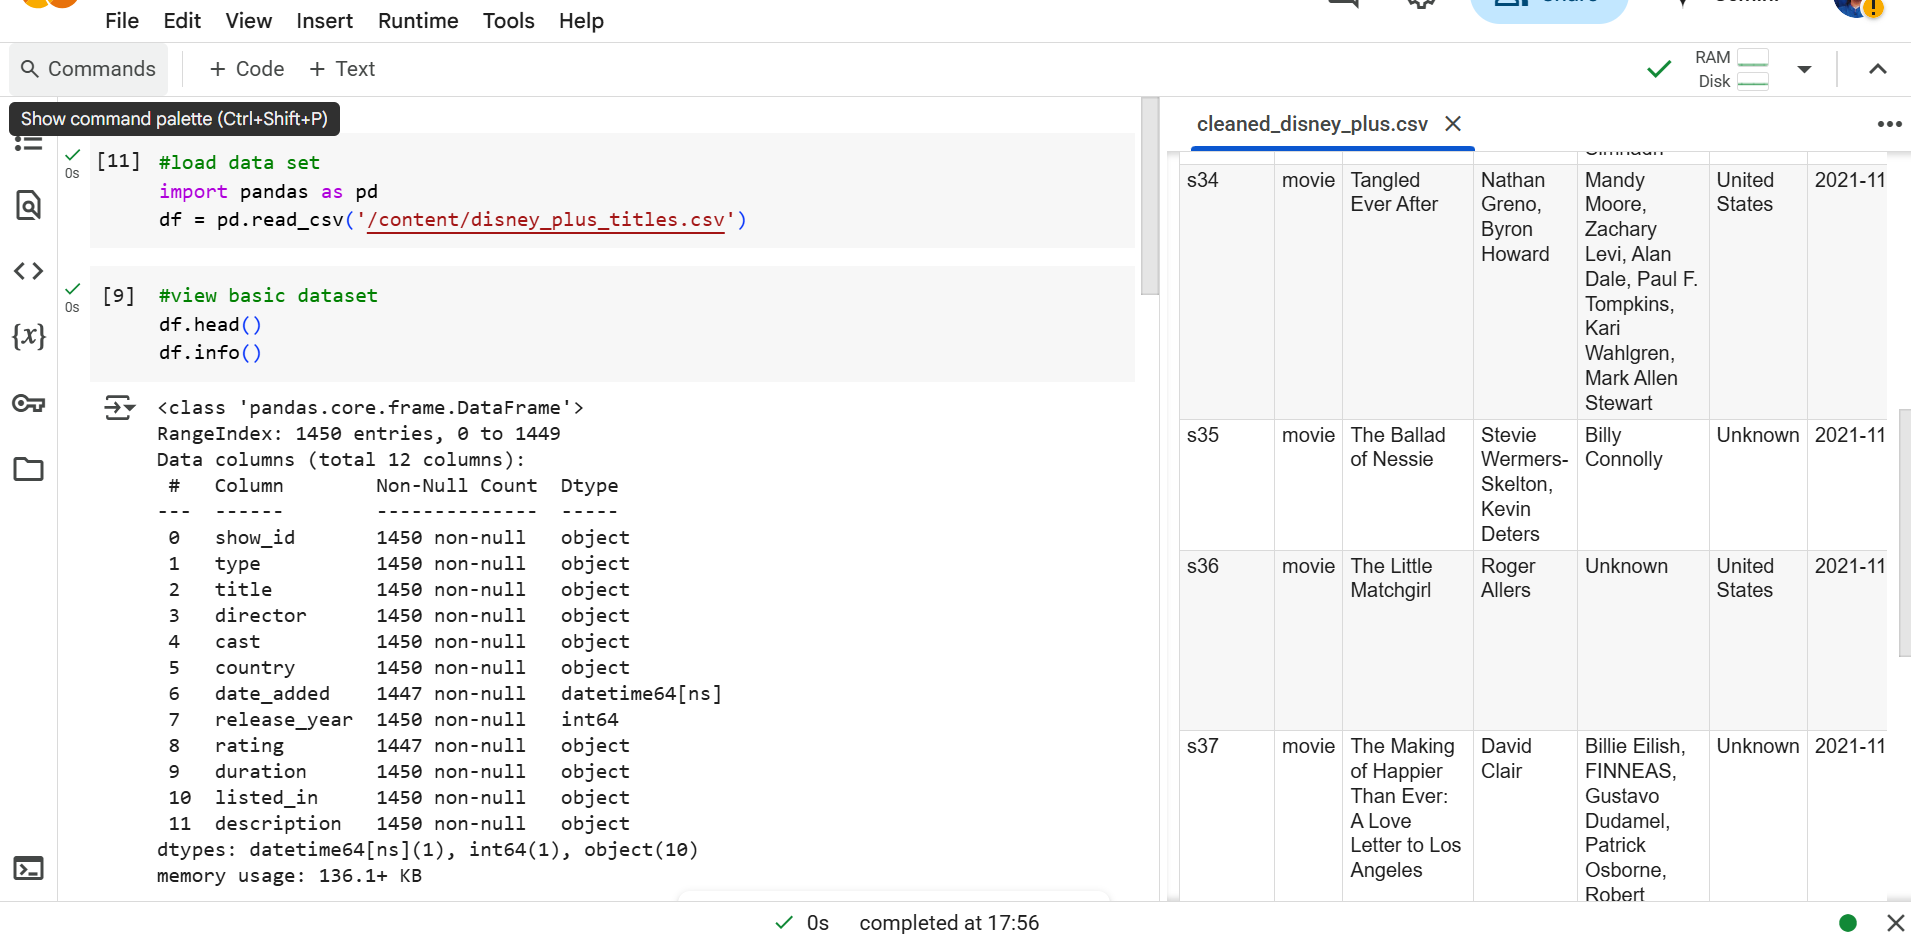 File Edit View Insert Runtime Tools Help
Commands + Code + Text
RAM
Disk
Show command palette (Ctrl+Shift+P)
0s
[11] #load data set
import pandas as pd
df = pd.read_csv('/content/disney_plus_titles.csv')
0s
[9] #view basic dataset
df.head()
df.info()
{x}
<class 'pandas.core.frame.DataFrame'>
RangeIndex: 1450 entries, 0 to 1449
Data columns (total 12 columns):
# Column Non-Null Count Dtype
--- ------ -------------- -----
0 show_id 1450 non-null object
1 type 1450 non-null object
2 title 1450 non-null object
3 director 1450 non-null object
4 cast 1450 non-null object
5 country 1450 non-null object
6 date_added 1447 non-null datetime64[ns]
7 release_year 1450 non-null int64
8 rating 1447 non-null object
9 duration 1450 non-null object
10 listed_in 1450 non-null object
11 description 1450 non-null object
dtypes: datetime64[ns](1), int64(1), object(10)
memory usage: 136.1+ KB
cleaned_disney_plus.csv
s34 movie Tangled Nathan Mandy United 2021-11
Ever After Greno, Moore, States
Byron Zachary
Howard Levi, Alan
Dale, Paul F.
Tompkins,
Kari
Wahlgren,
Mark Allen
Stewart
s35 movie The Ballad Stevie Billy Unknown 2021-11
of Nessie Wermers- Connolly
Skelton,
Kevin
Deters
s36 movie The Little Roger Unknown United 2021-11
Matchgirl Allers States
s37 movie The Making David Billie Eilish, Unknown 2021-11
of Happier Clair FINNEAS,
Than Ever: Gustavo
A Love Dudamel,
Letter to Los Patrick
Angeles Osborne,
Robert
0s completed at 17:56